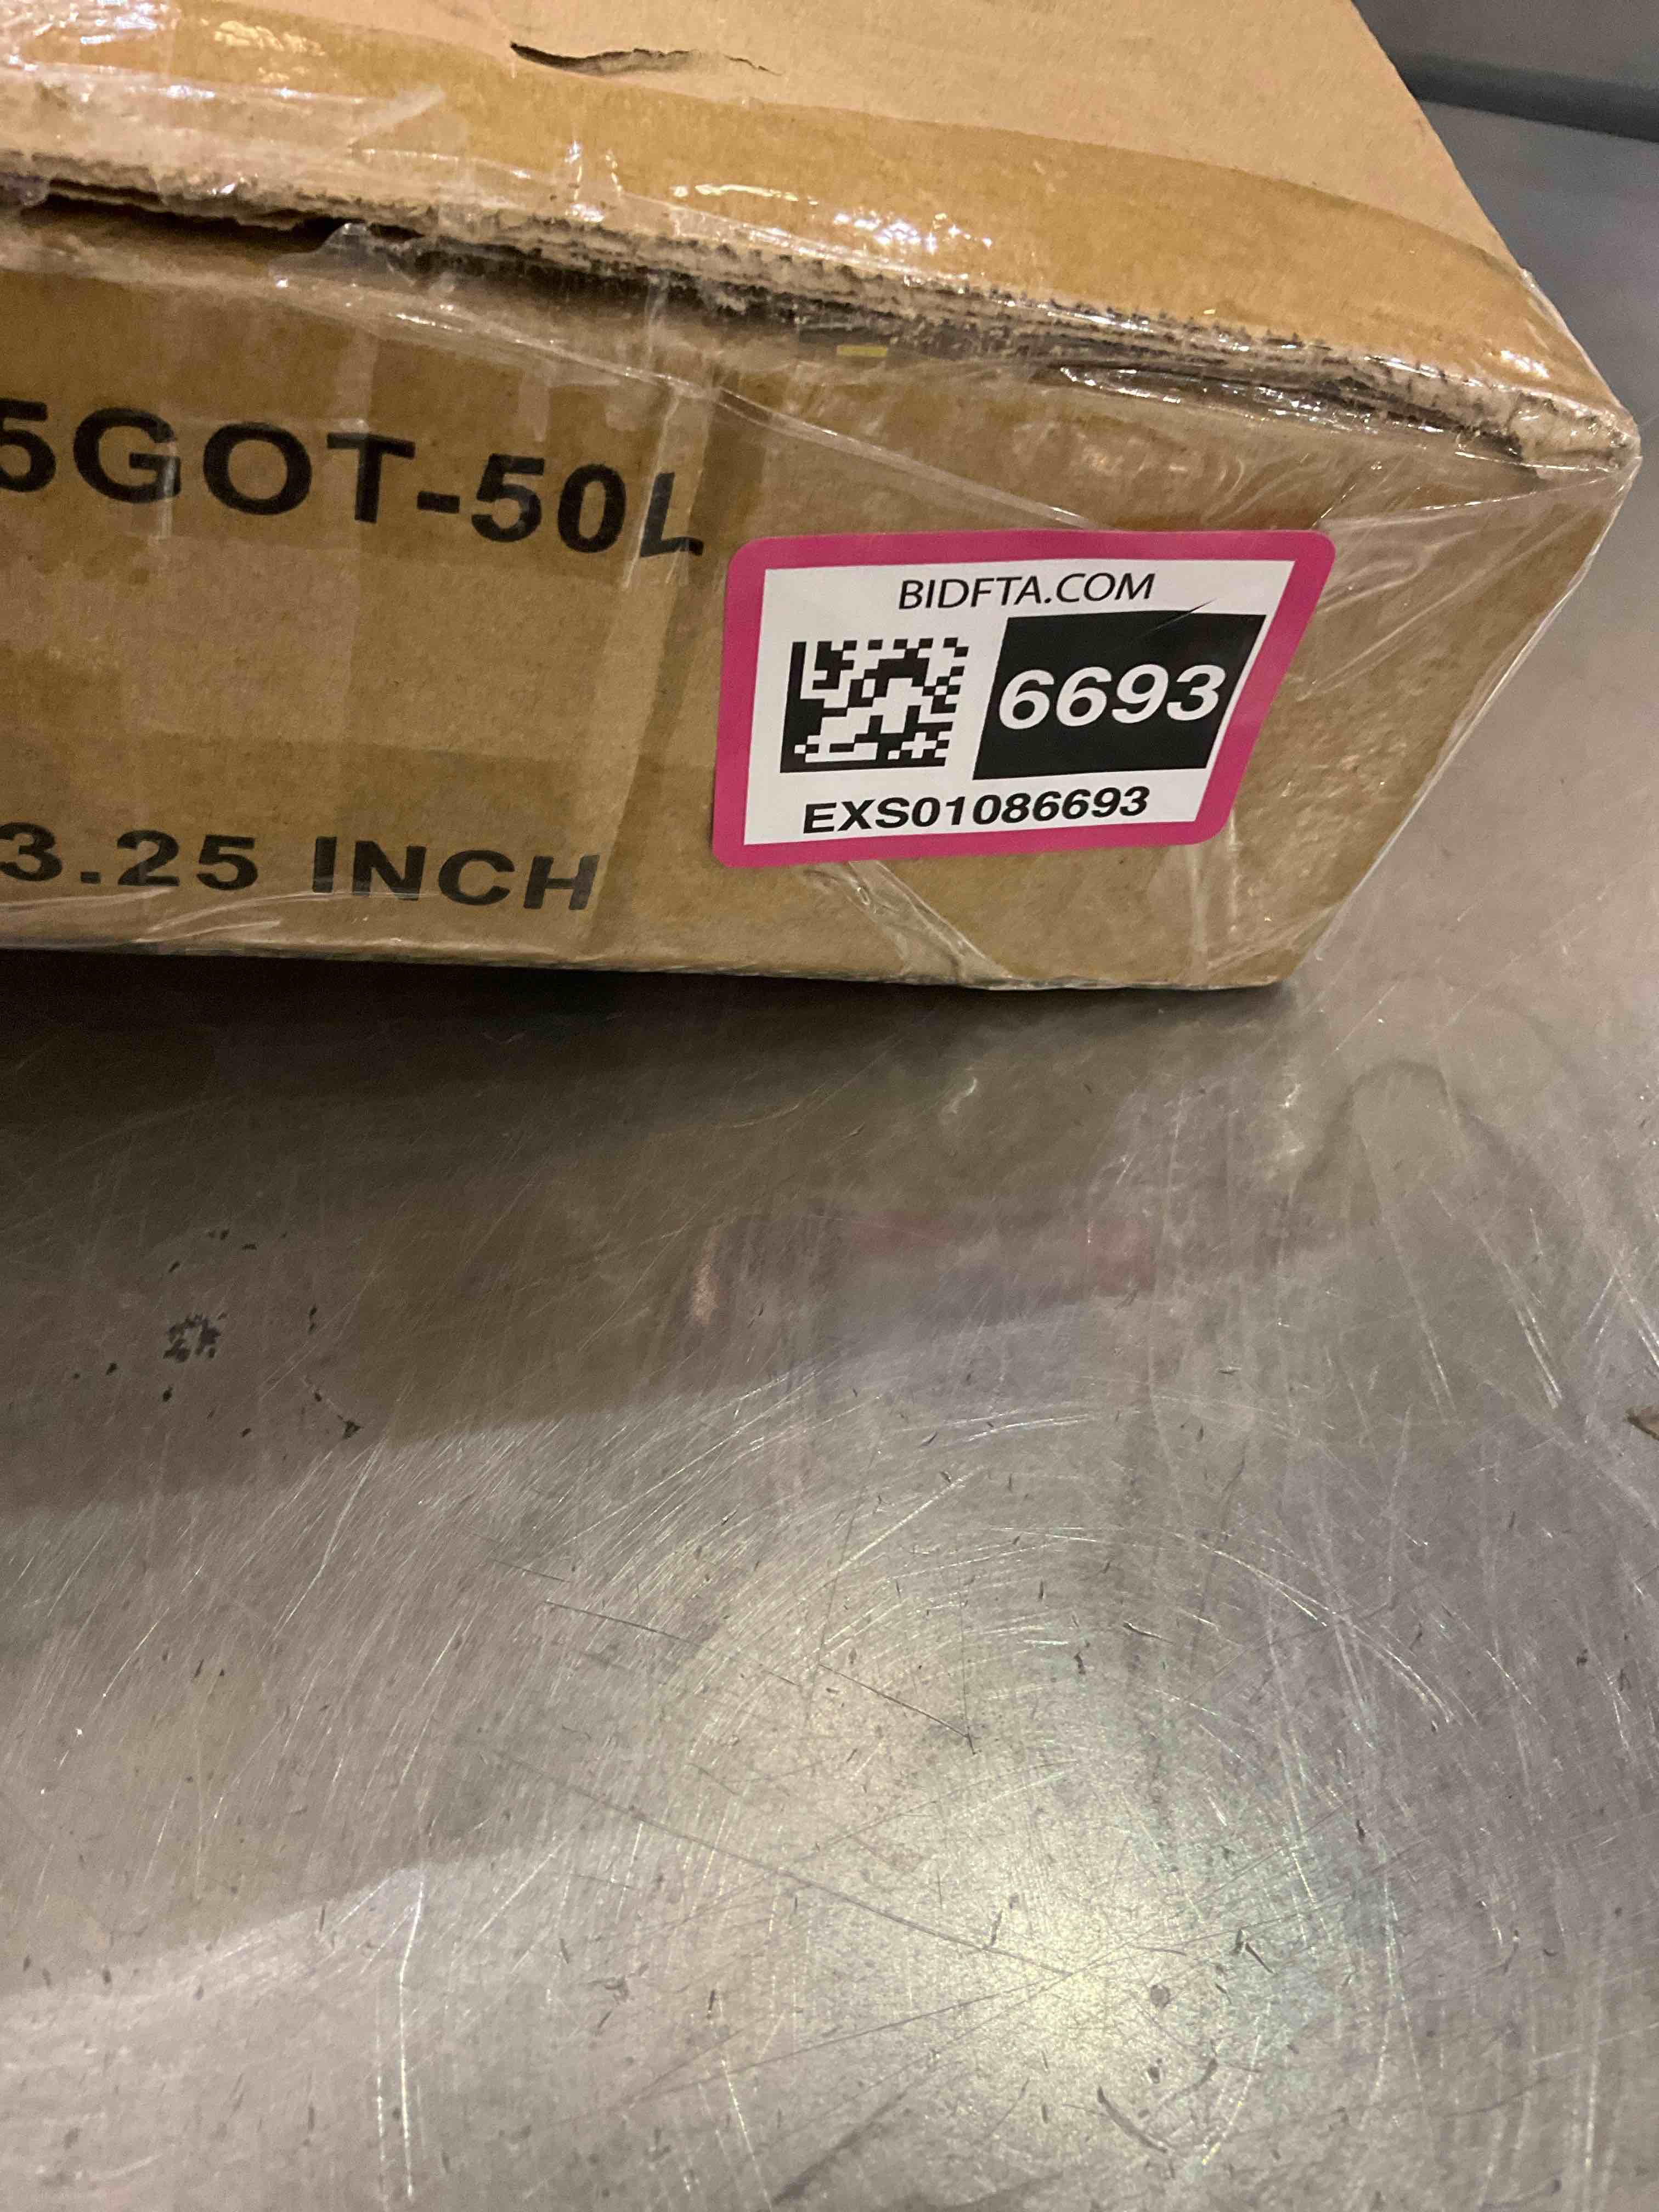 5GOT-50L
BIDFTA.COM
6693
EXS01086693
3.25 INCH